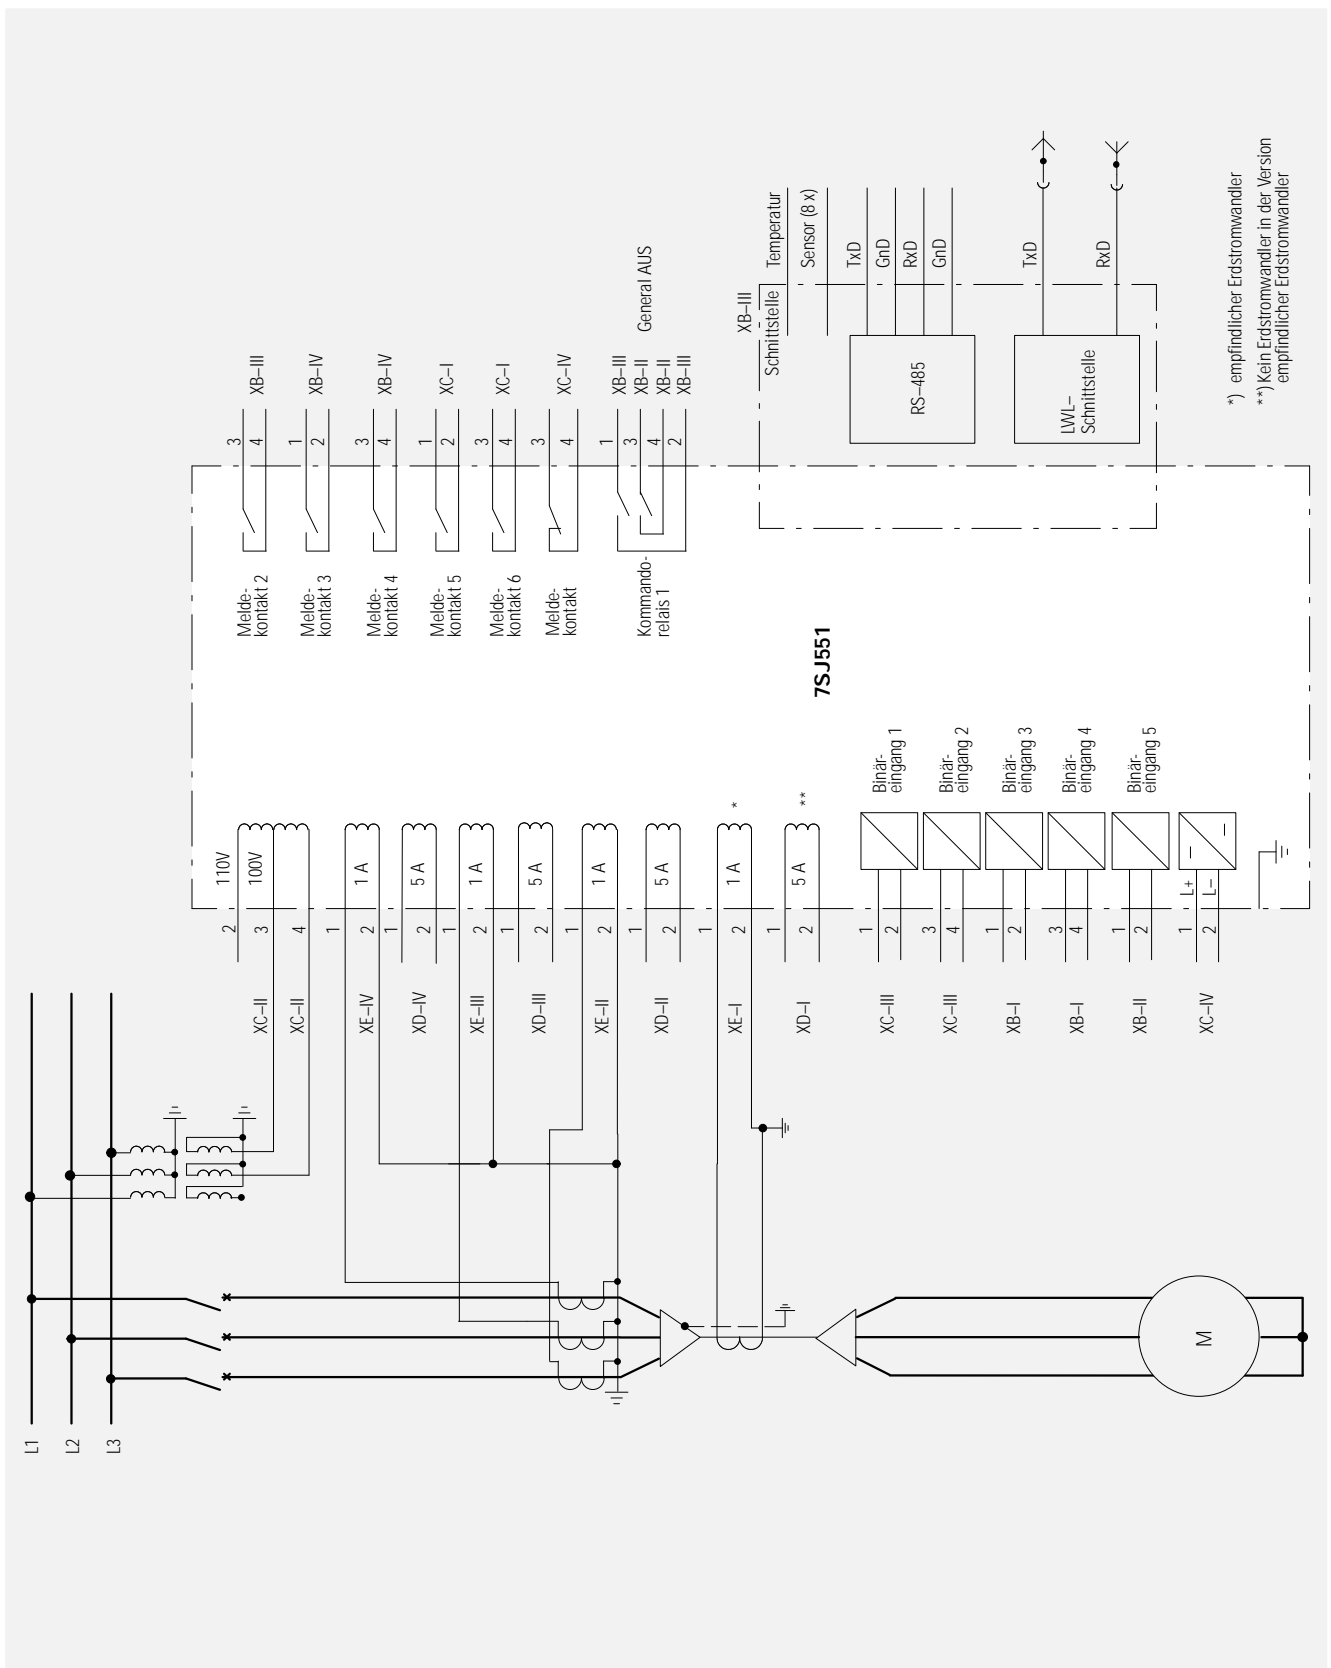 L1
L2
L3
110V
100V
2
3
4
XC–II
XC–II
1 A
1
2
XE–IV
5 A
1
2
XD–IV
1 A
1
2
XE–III
5 A
1
2
XD–III
1 A
1
2
XE–II
5 A
1
2
XD–II
1 A
*
1
2
XE–I
5 A
**
1
2
XD–I
Binär-
eingang 1
1
2
XC–III
Binär-
eingang 2
3
4
XC–III
Binär-
eingang 3
1
2
XB–I
Binär-
eingang 4
3
4
XB–I
Binär-
eingang 5
1
2
XB–II
L+
L–
1
2
XC–IV
M
7SJ551
Melde-
kontakt 2
3
4
XB–III
Melde-
kontakt 3
1
2
XB–IV
Melde-
kontakt 4
3
4
XB–IV
Melde-
kontakt 5
1
2
XC–I
Melde-
kontakt 6
3
4
XC–I
Melde-
kontakt
3
4
XC–IV
Kommando-
relais 1
1
3
4
2
XB–III
XB–II
XB–II
XB–III
General AUS
XB–III
Schnittstelle
Temperatur
Sensor (8 x)
RS–485
TxD
GnD
RxD
GnD
LWL–
Schnittstelle
TxD
RxD
*) empfindlicher Erdstromwandler
**) Kein Erdstromwandler in der Version
empfindlicher Erdstromwandler